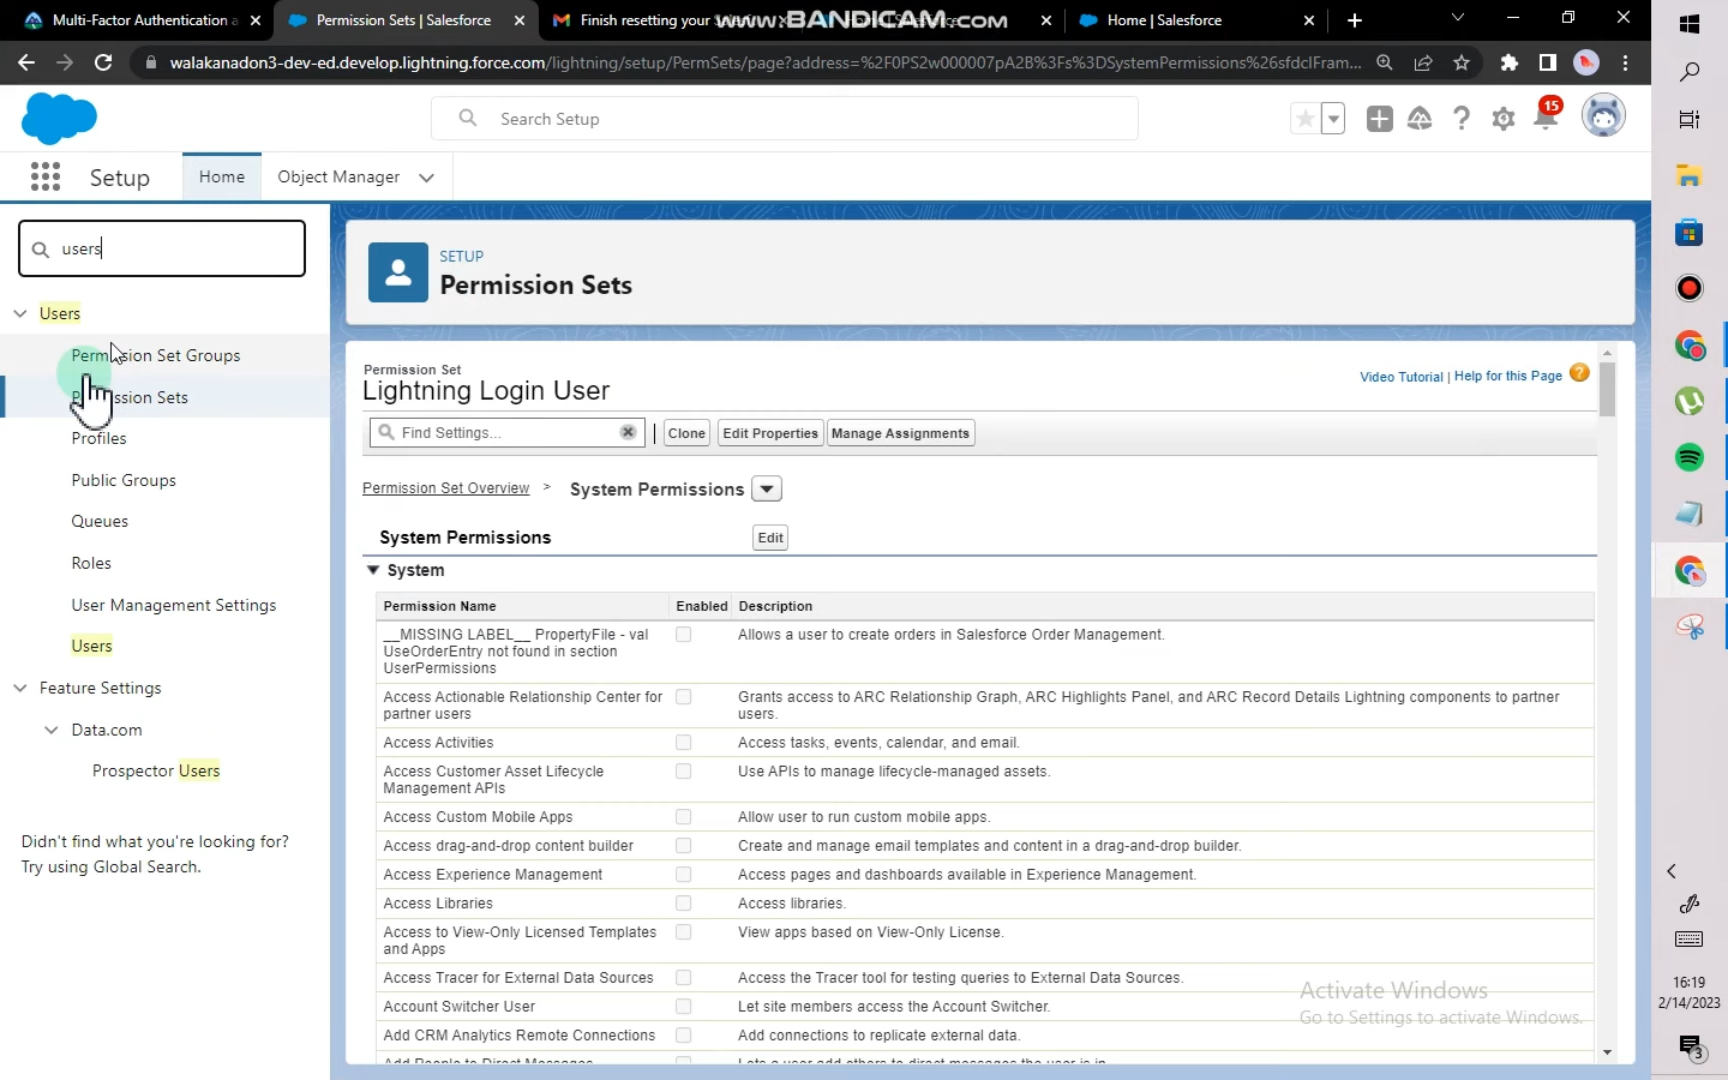 Multi-Factor Authentication a
Permission Sets | Salesforce
Finish resetting your
www.BANDICAM.com
Home | Salesforce
walakanadon3-dev-ed.develop.lightning.force.com/lightning/setup/PermSets/page?address=%2F0PS2w000007pA2B%3Fs%3DSystemPermissions%26sfdcIFram...
Search Setup
15
Setup
Home
Object Manager
users
SETUP
Permission Sets
Users
Permission Set Groups
Permission Sets
Profiles
Public Groups
Queues
Roles
User Management Settings
Users
Feature Settings
Data.com
Prospector Users
Didn't find what you're looking for?
Try using Global Search.
Permission Set
Lightning Login User
Video Tutorial | Help for this Page
Find Settings...
Clone
Edit Properties
Manage Assignments
Permission Set Overview > System Permissions
System Permissions
Edit
System
Permission Name Enabled Description
__MISSING LABEL__ PropertyFile - val
UseOrderEntry not found in section
UserPermissions
Allows a user to create orders in Salesforce Order Management.
Access Actionable Relationship Center for
partner users
Grants access to ARC Relationship Graph, ARC Highlights Panel, and ARC Record Details Lightning components to partner
users.
Access Activities
Access tasks, events, calendar, and email.
Access Customer Asset Lifecycle
Management APIs
Use APIs to manage lifecycle-managed assets.
Access Custom Mobile Apps
Allow user to run custom mobile apps.
Access drag-and-drop content builder
Create and manage email templates and content in a drag-and-drop builder.
Access Experience Management
Access pages and dashboards available in Experience Management.
Access Libraries
Access libraries.
Access to View-Only Licensed Templates
and Apps
View apps based on View-Only License.
Access Tracer for External Data Sources
Access the Tracer tool for testing queries to External Data Sources.
Account Switcher User
Let site members access the Account Switcher.
Add CRM Analytics Remote Connections
Add connections to replicate external data.
Add People to Direct Messages
Lets a user add others to direct messages the user is in.
Activate Windows
Go to Settings to activate Windows.
16:19
2/14/2023
3